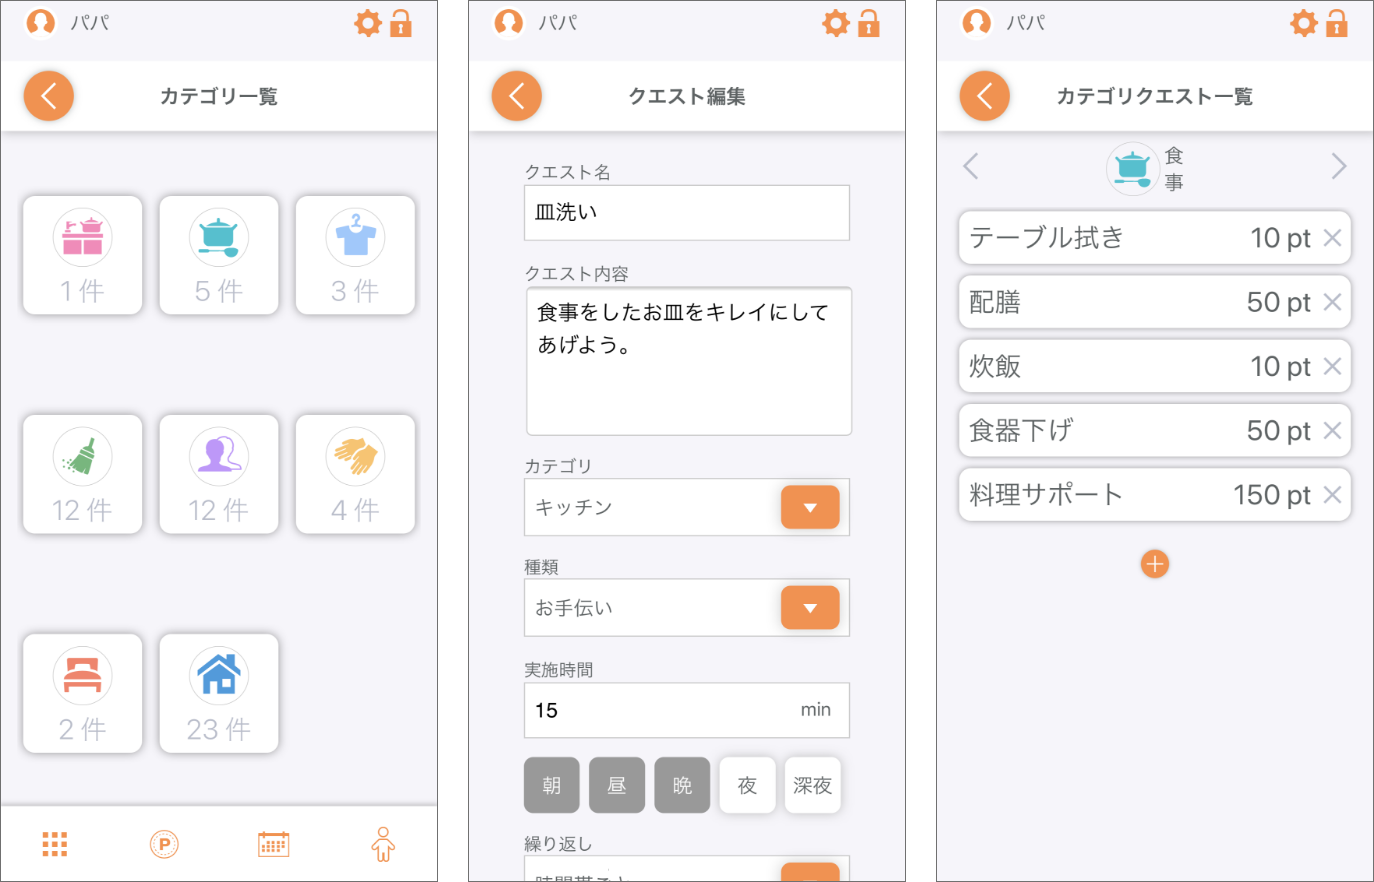 パパ
カテゴリ一覧
1 件
5 件
3 件
12 件
12 件
4 件
2 件
23 件
P
パパ
クエスト編集
クエスト名
皿洗い
クエスト内容
食事をしたお皿をキレイにして
あげよう。
カテゴリ
キッチン
種類
お手伝い
実施時間
15 min
朝 昼 晩 夜 深夜
繰り返し
時間帯ごと
パパ
カテゴリクエスト一覧
食
事
テーブル拭き 10 pt
配膳 50 pt
炊飯 10 pt
食器下げ 50 pt
料理サポート 150 pt